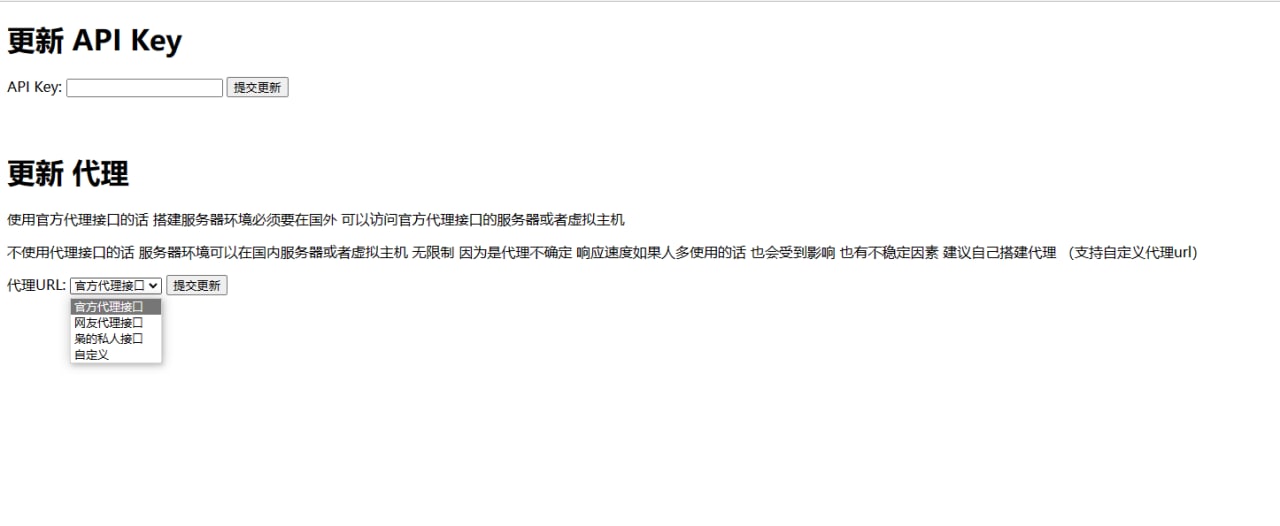 更新 API Key
API Key: 提交更新
更新 代理
使用官方代理接口的话 搭建服务器环境必须要在国外 可以访问官方代理接口的服务器或者虚拟主机
不使用代理接口的话 服务器环境可以在国内服务器或者虚拟主机 无限制 因为是代理不确定 响应速度如果人多使用的话 也会受到影响 也有不稳定因素 建议自己搭建代理 （支持自定义代理url）
代理URL: 官方代理接口 提交更新
官方代理接口
网友代理接口
枭的私人接口
自定义